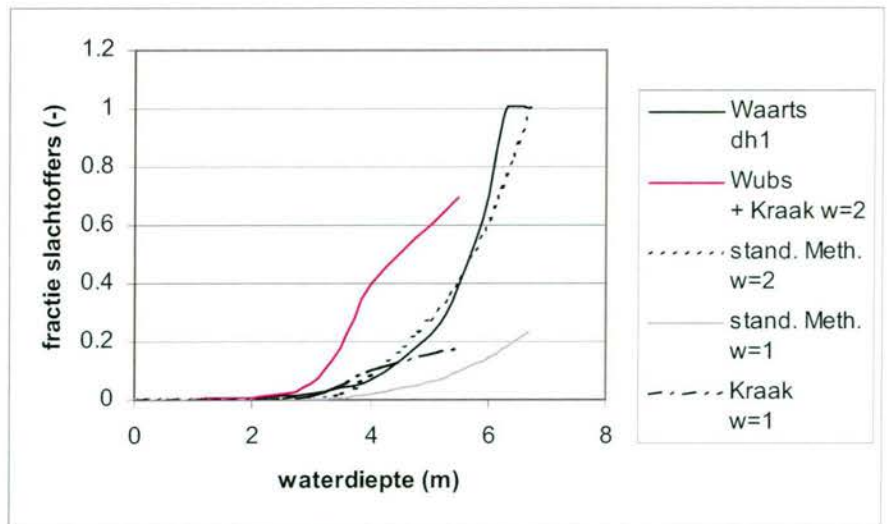 1.2
1
0.8
0.6
0.4
0.2
0
0 2 4 6 8
fractie slachtoffers (-)
waterdiepte (m)
Waarts
dh1
Wubs
+ Kraak w=2
stand. Meth.
w=2
stand. Meth.
w=1
Kraak
w=1